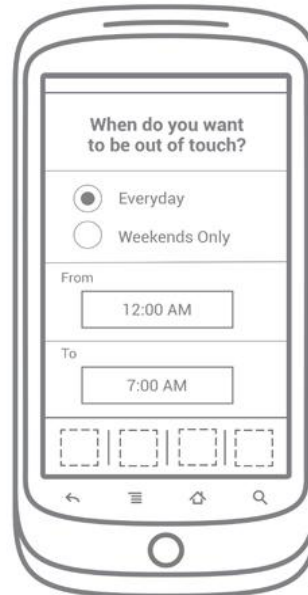 When do you want
to be out of touch?
Everyday
Weekends Only
From
12:00 AM
To
7:00 AM